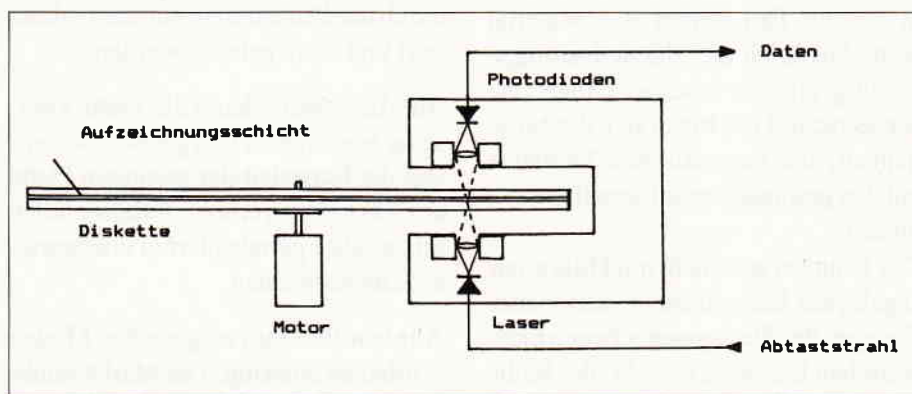 Daten
Photodioden
Aufzeichnungsschicht
Diskette
Motor
Laser
Abtaststrahl